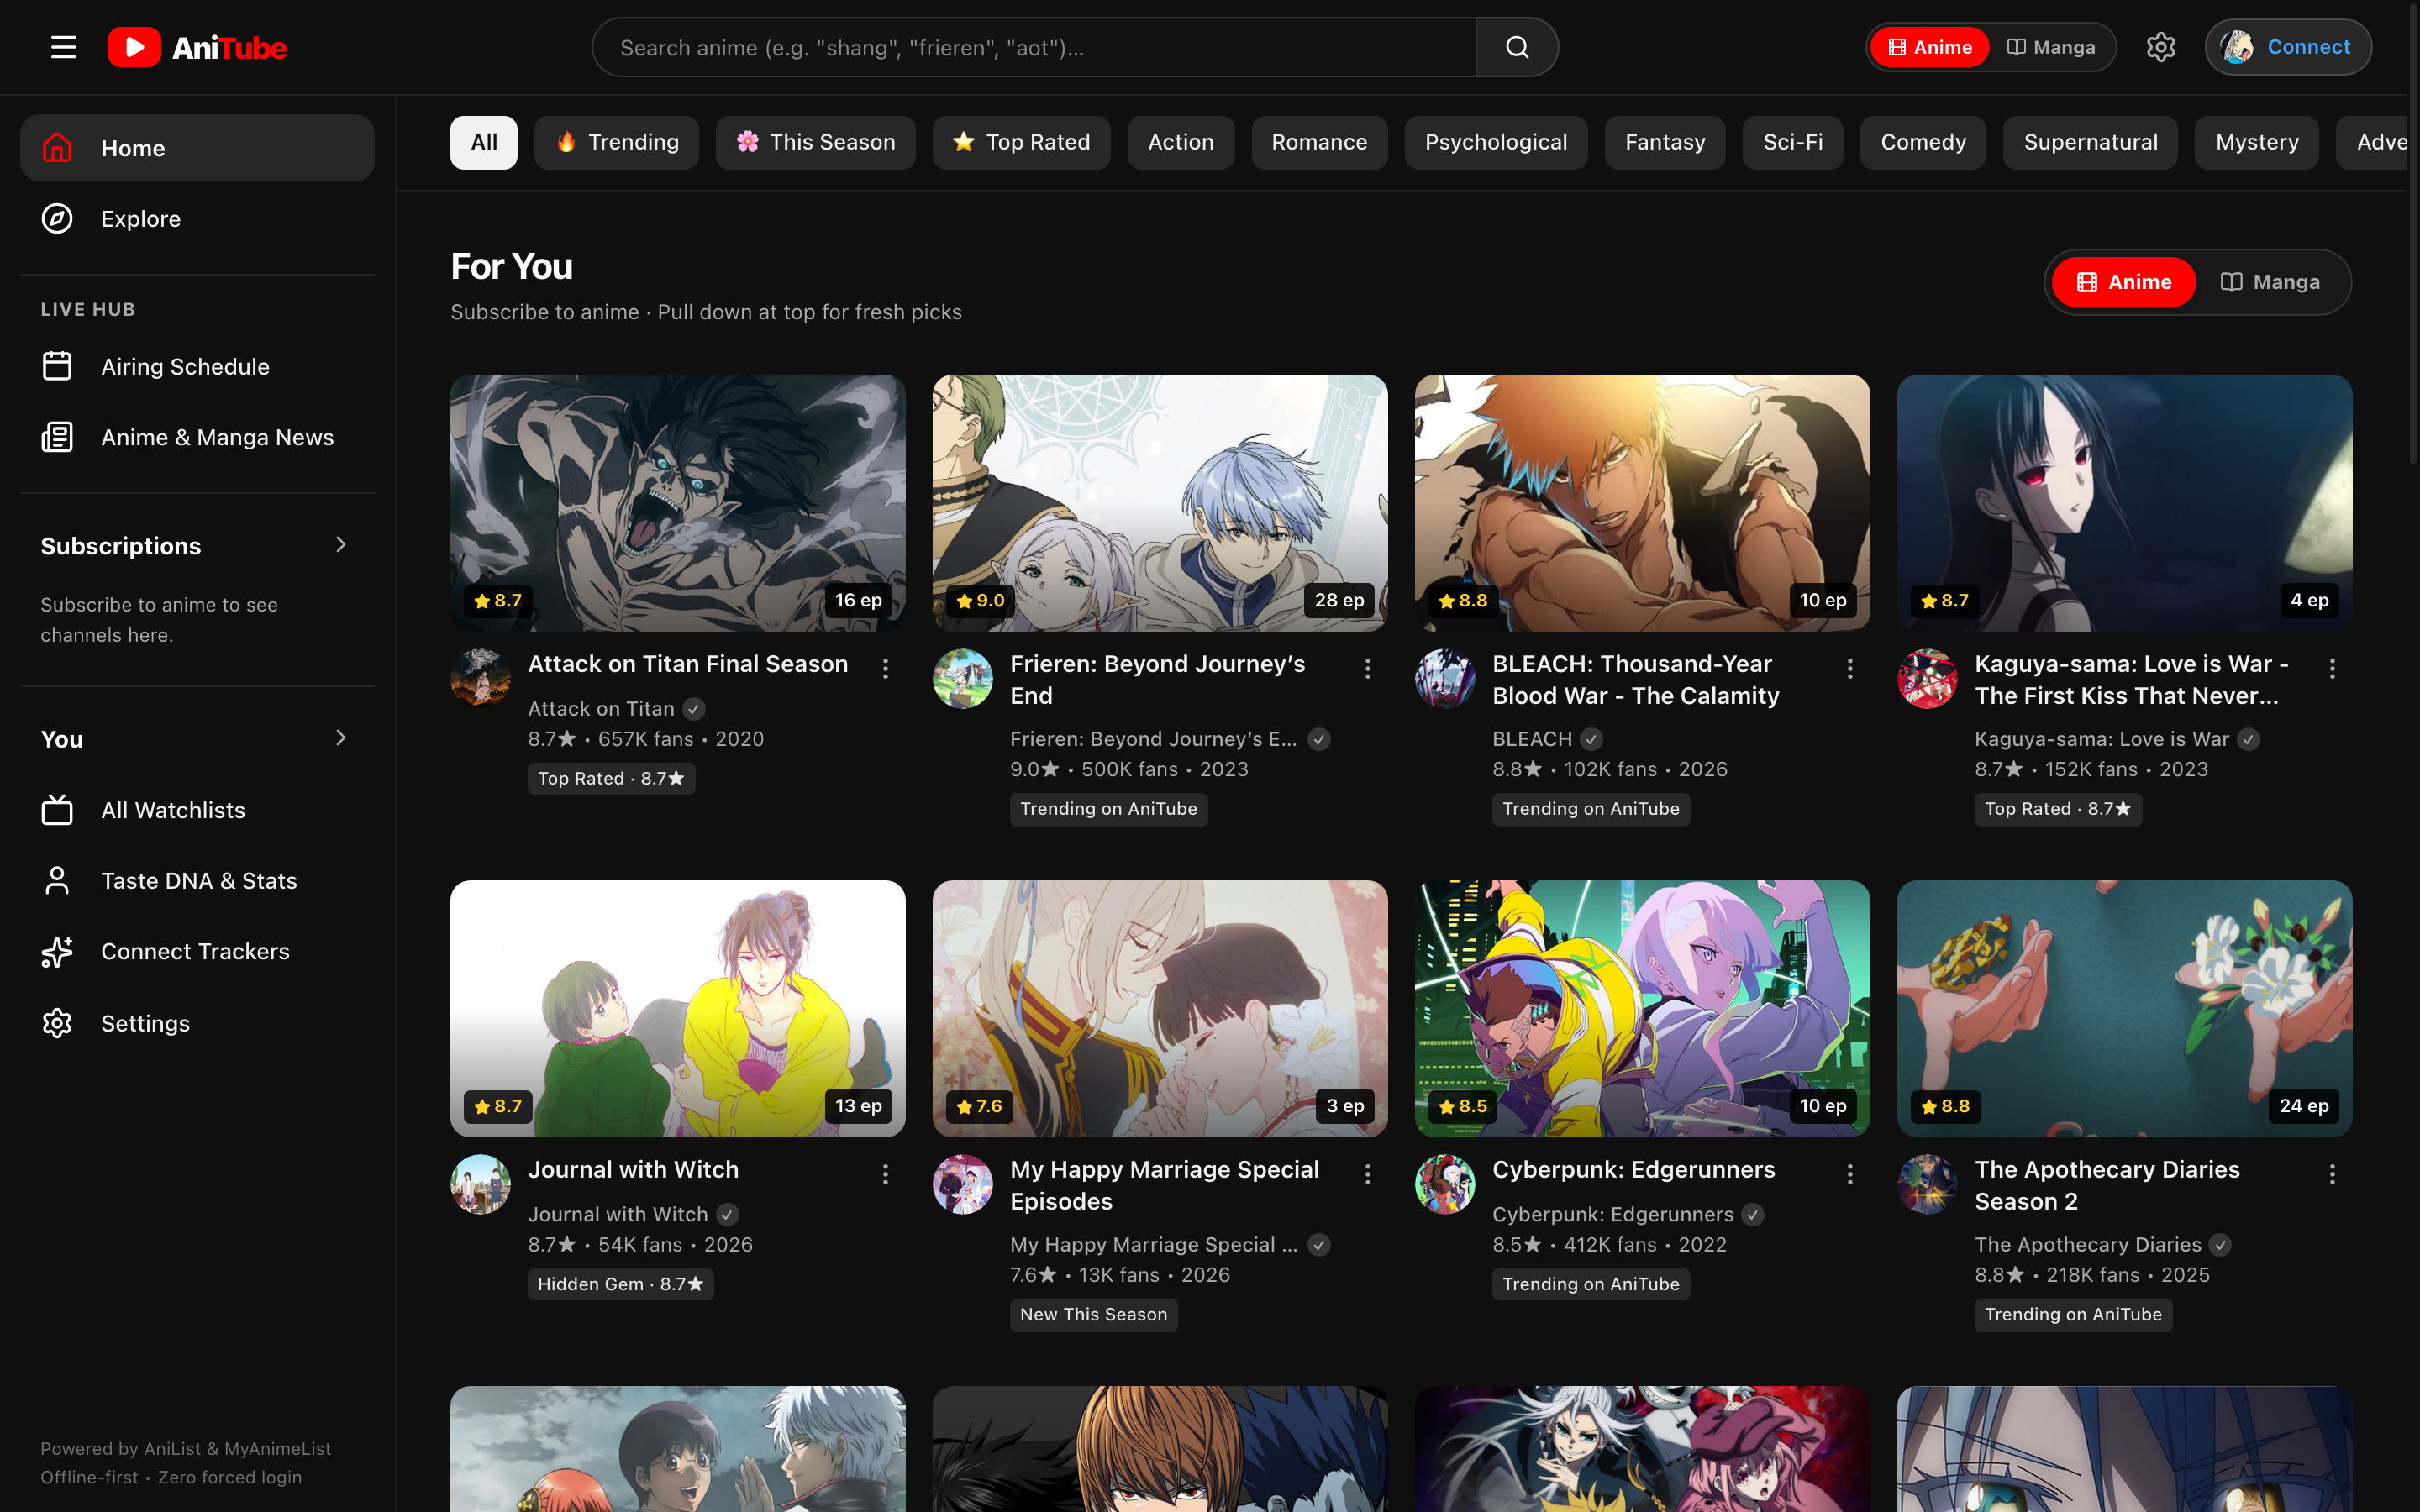 AniTube
Search anime (e.g. "shang", "frieren", "aot")...
Anime
Manga
Connect
Home
Explore
LIVE HUB
Airing Schedule
Anime & Manga News
Subscriptions
Subscribe to anime to see
channels here.
You
All Watchlists
Taste DNA & Stats
Connect Trackers
Settings
Powered by AniList & MyAnimeList
Offline-first • Zero forced login
All
🔥 Trending
🌸 This Season
⭐ Top Rated
Action
Romance
Psychological
Fantasy
Sci-Fi
Comedy
Supernatural
Mystery
Adve
For You
Subscribe to anime · Pull down at top for fresh picks
Anime
Manga
★ 8.7
16 ep
Attack on Titan Final Season
Attack on Titan
8.7★ • 657K fans • 2020
Top Rated · 8.7★
★ 9.0
28 ep
Frieren: Beyond Journey’s
End
Frieren: Beyond Journey’s E...
9.0★ • 500K fans • 2023
Trending on AniTube
★ 8.8
10 ep
BLEACH: Thousand-Year
Blood War - The Calamity
BLEACH
8.8★ • 102K fans • 2026
Trending on AniTube
★ 8.7
4 ep
Kaguya-sama: Love is War -
The First Kiss That Never...
Kaguya-sama: Love is War
8.7★ • 152K fans • 2023
Top Rated · 8.7★
★ 8.7
13 ep
Journal with Witch
Journal with Witch
8.7★ • 54K fans • 2026
Hidden Gem · 8.7★
★ 7.6
3 ep
My Happy Marriage Special
Episodes
My Happy Marriage Special ...
7.6★ • 13K fans • 2026
New This Season
★ 8.5
10 ep
Cyberpunk: Edgerunners
Cyberpunk: Edgerunners
8.5★ • 412K fans • 2022
Trending on AniTube
★ 8.8
24 ep
The Apothecary Diaries
Season 2
The Apothecary Diaries
8.8★ • 218K fans • 2025
Trending on AniTube